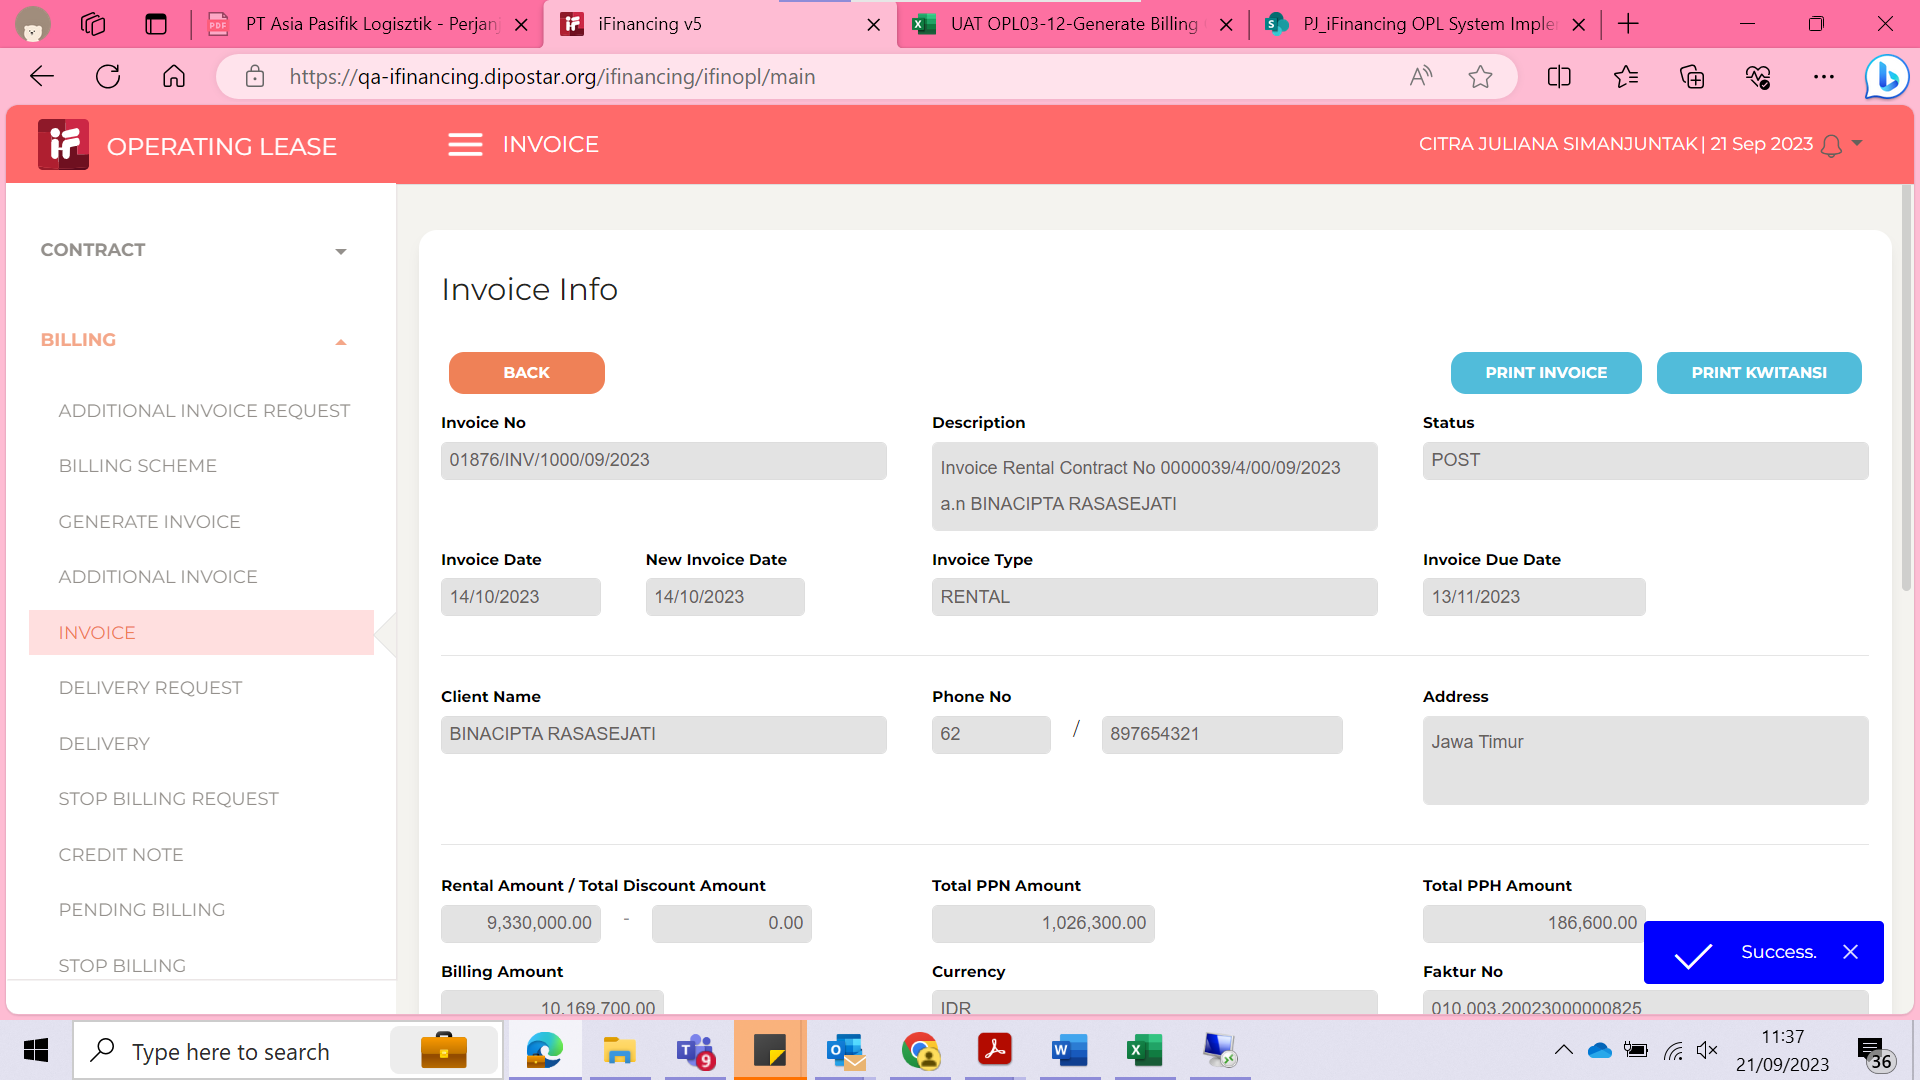 PT Asia Pasifik Logisztik - Perjanj
iFinancing v5
UAT OPL03-12-Generate Billing
PJ_iFinancing OPL System Imple
https://qa-ifinancing.dipostar.org/ifinancing/ifinopl/main
iF OPERATING LEASE
INVOICE
CITRA JULIANA SIMANJUNTAK | 21 Sep 2023
CONTRACT
BILLING
ADDITIONAL INVOICE REQUEST
BILLING SCHEME
GENERATE INVOICE
ADDITIONAL INVOICE
INVOICE
DELIVERY REQUEST
DELIVERY
STOP BILLING REQUEST
CREDIT NOTE
PENDING BILLING
STOP BILLING
Invoice Info
BACK
PRINT INVOICE
PRINT KWITANSI
Invoice No
Description
Status
01876/INV/1000/09/2023
Invoice Rental Contract No 0000039/4/00/09/2023
a.n BINACIPTA RASASEJATI
POST
Invoice Date
New Invoice Date
Invoice Type
Invoice Due Date
14/10/2023
14/10/2023
RENTAL
13/11/2023
Client Name
Phone No
Address
BINACIPTA RASASEJATI
62 / 897654321
Jawa Timur
Rental Amount / Total Discount Amount
Total PPN Amount
Total PPH Amount
9,330,000.00 - 0.00
1,026,300.00
186,600.00
Billing Amount
Currency
Faktur No
10,169,700.00
IDR
010.003.20023000000825
Success.
Type here to search
9
11:37
21/09/2023
36